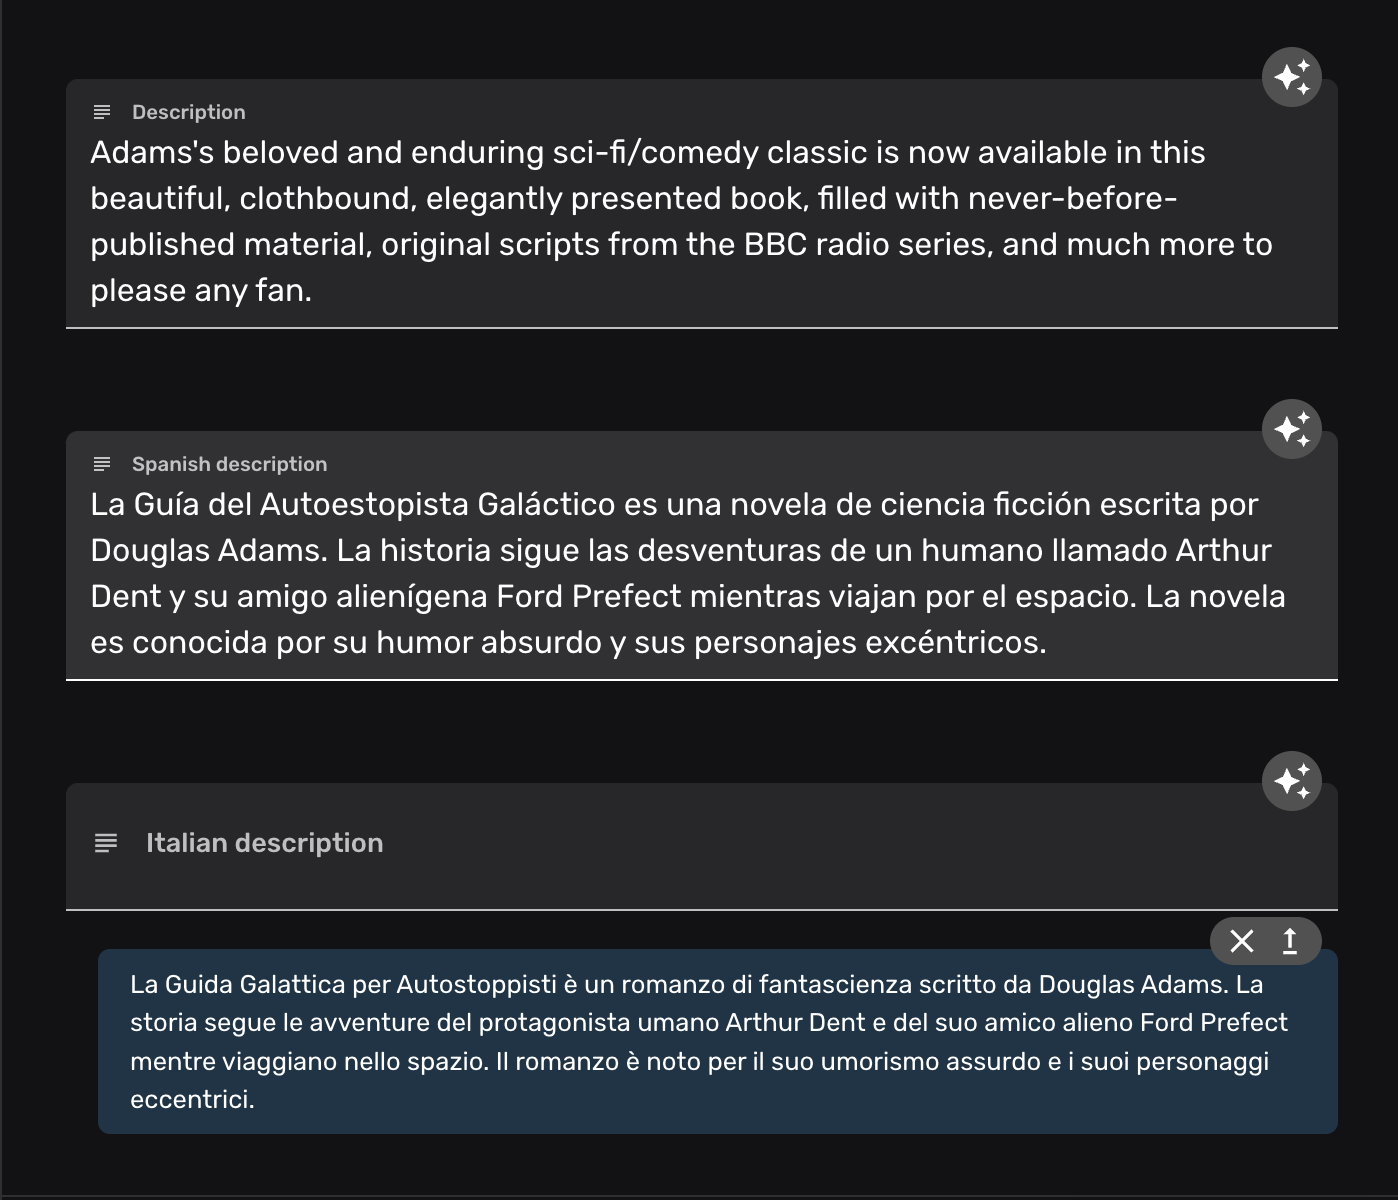 Description
Adams's beloved and enduring sci-fi/comedy classic is now available in this
beautiful, clothbound, elegantly presented book, filled with never-before-
published material, original scripts from the BBC radio series, and much more to
please any fan.
Spanish description
La Guía del Autoestopista Galáctico es una novela de ciencia ficción escrita por
Douglas Adams. La historia sigue las desventuras de un humano llamado Arthur
Dent y su amigo alienígena Ford Prefect mientras viajan por el espacio. La novela
es conocida por su humor absurdo y sus personajes excéntricos.
Italian description
La Guida Galattica per Autostoppisti è un romanzo di fantascienza scritto da Douglas Adams. La
storia segue le avventure del protagonista umano Arthur Dent e del suo amico alieno Ford Prefect
mentre viaggiano nello spazio. Il romanzo è noto per il suo umorismo assurdo e i suoi personaggi
eccentrici.